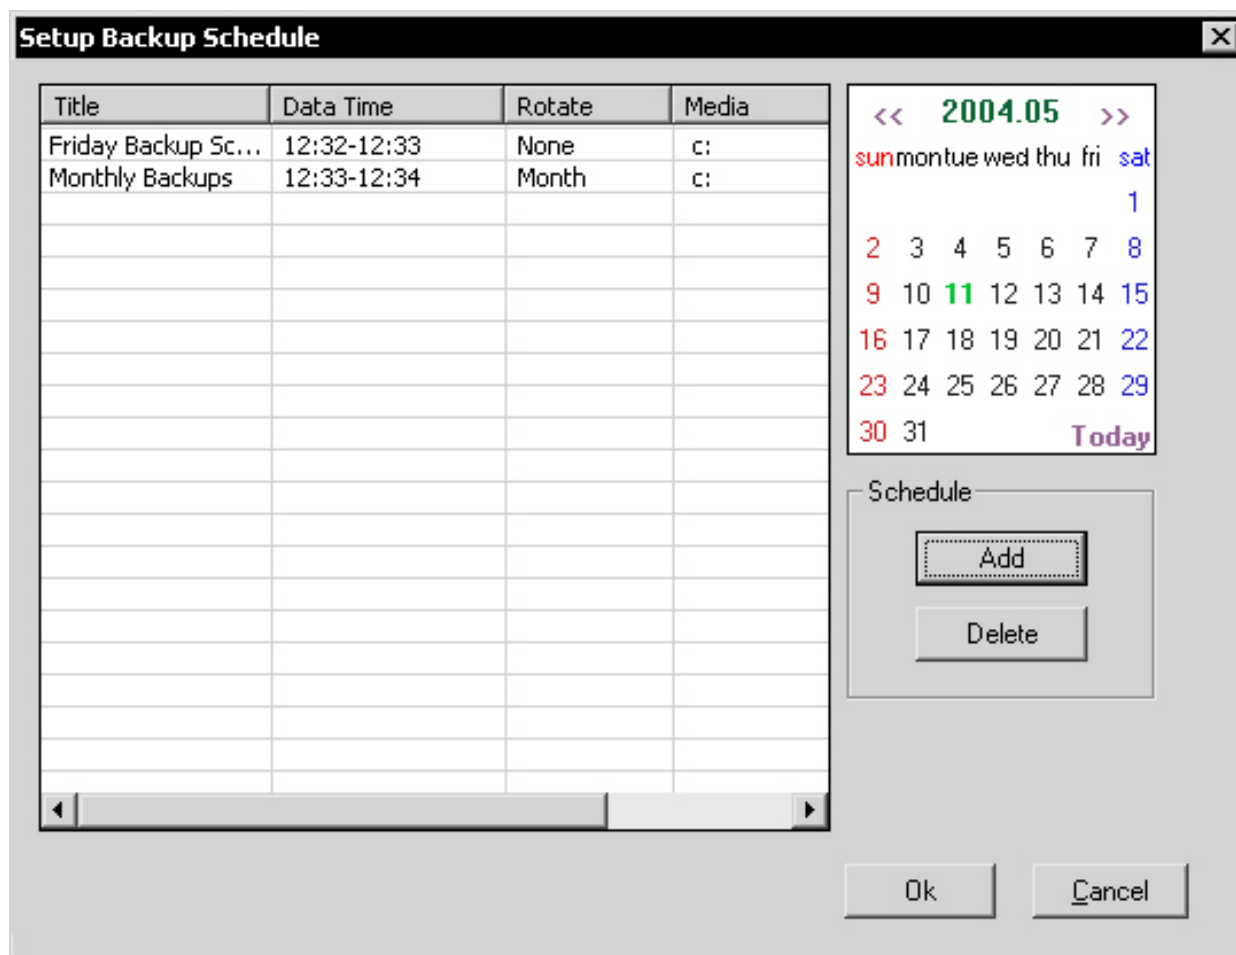 Setup Backup Schedule
Title Data Time Rotate Media
Friday Backup Sc... 12:32-12:33 None c:
Monthly Backups 12:33-12:34 Month c:
<< 2004.05 >>
sun mon tue wed thu fri sat
1
2 3 4 5 6 7 8
9 10 11 12 13 14 15
16 17 18 19 20 21 22
23 24 25 26 27 28 29
30 31 Today
Schedule
Add
Delete
Ok Cancel